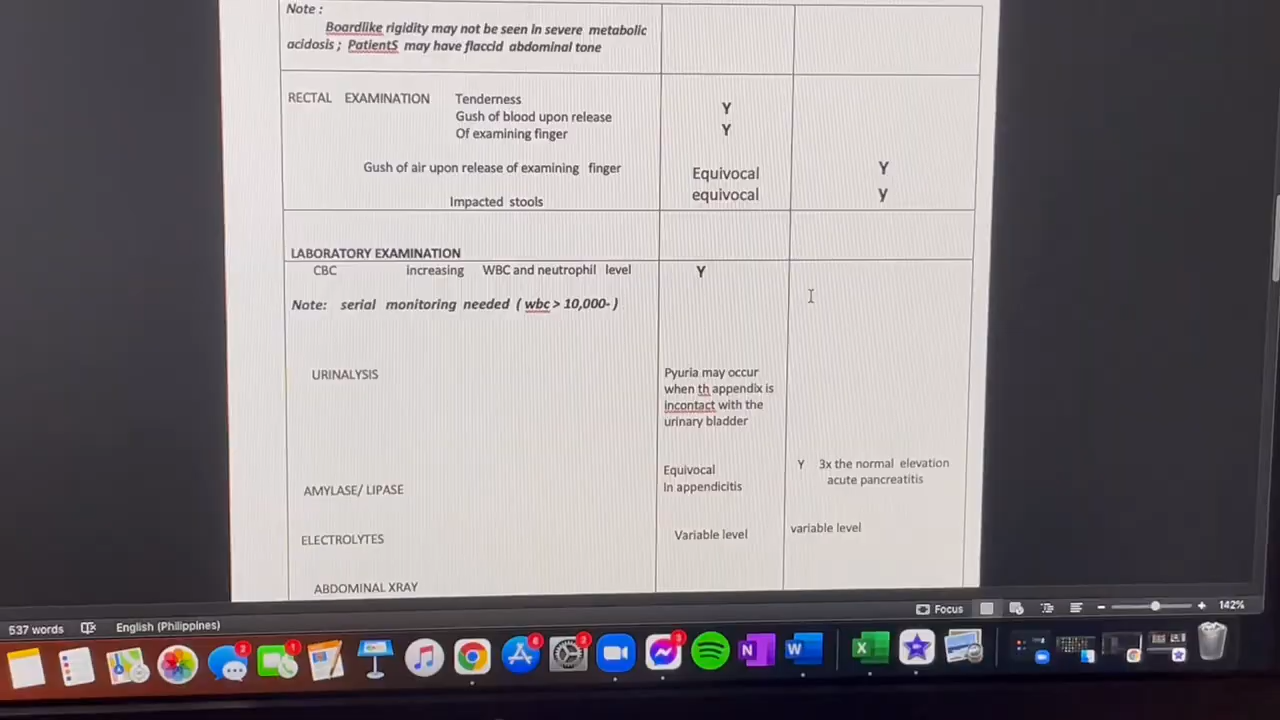 Note :
Boardlike rigidity may not be seen in severe metabolic
acidosis ; PatientS may have flaccid abdominal tone
RECTAL EXAMINATION Tenderness Y
Gush of blood upon release
Of examining finger Y
Gush of air upon release of examining finger Equivocal Y
Impacted stools equivocal y
LABORATORY EXAMINATION
CBC increasing WBC and neutrophil level Y
Note: serial monitoring needed ( wbc > 10,000- )
URINALYSIS Pyuria may occur
when th appendix is
incontact with the
urinary bladder
AMYLASE/ LIPASE Equivocal
In appendicitis
Y 3x the normal elevation
acute pancreatitis
ELECTROLYTES Variable level variable level
ABDOMINAL XRAY
537 words English (Philippines) Focus 142%